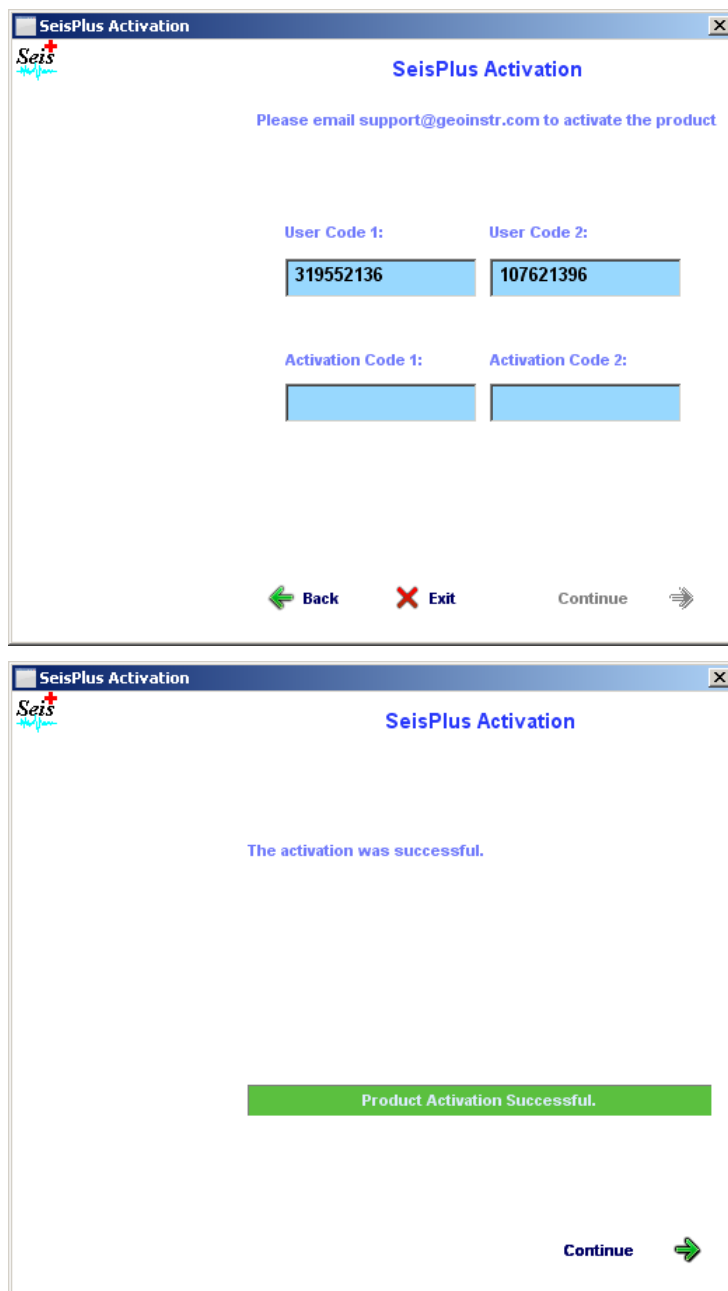 SeisPlus Activation
Seis
SeisPlus Activation
Please email support@geoinstr.com to activate the product
User Code 1: User Code 2:
319552136 107621396
Activation Code 1: Activation Code 2:
Back Exit Continue
SeisPlus Activation
Seis
SeisPlus Activation
The activation was successful.
Product Activation Successful.
Continue